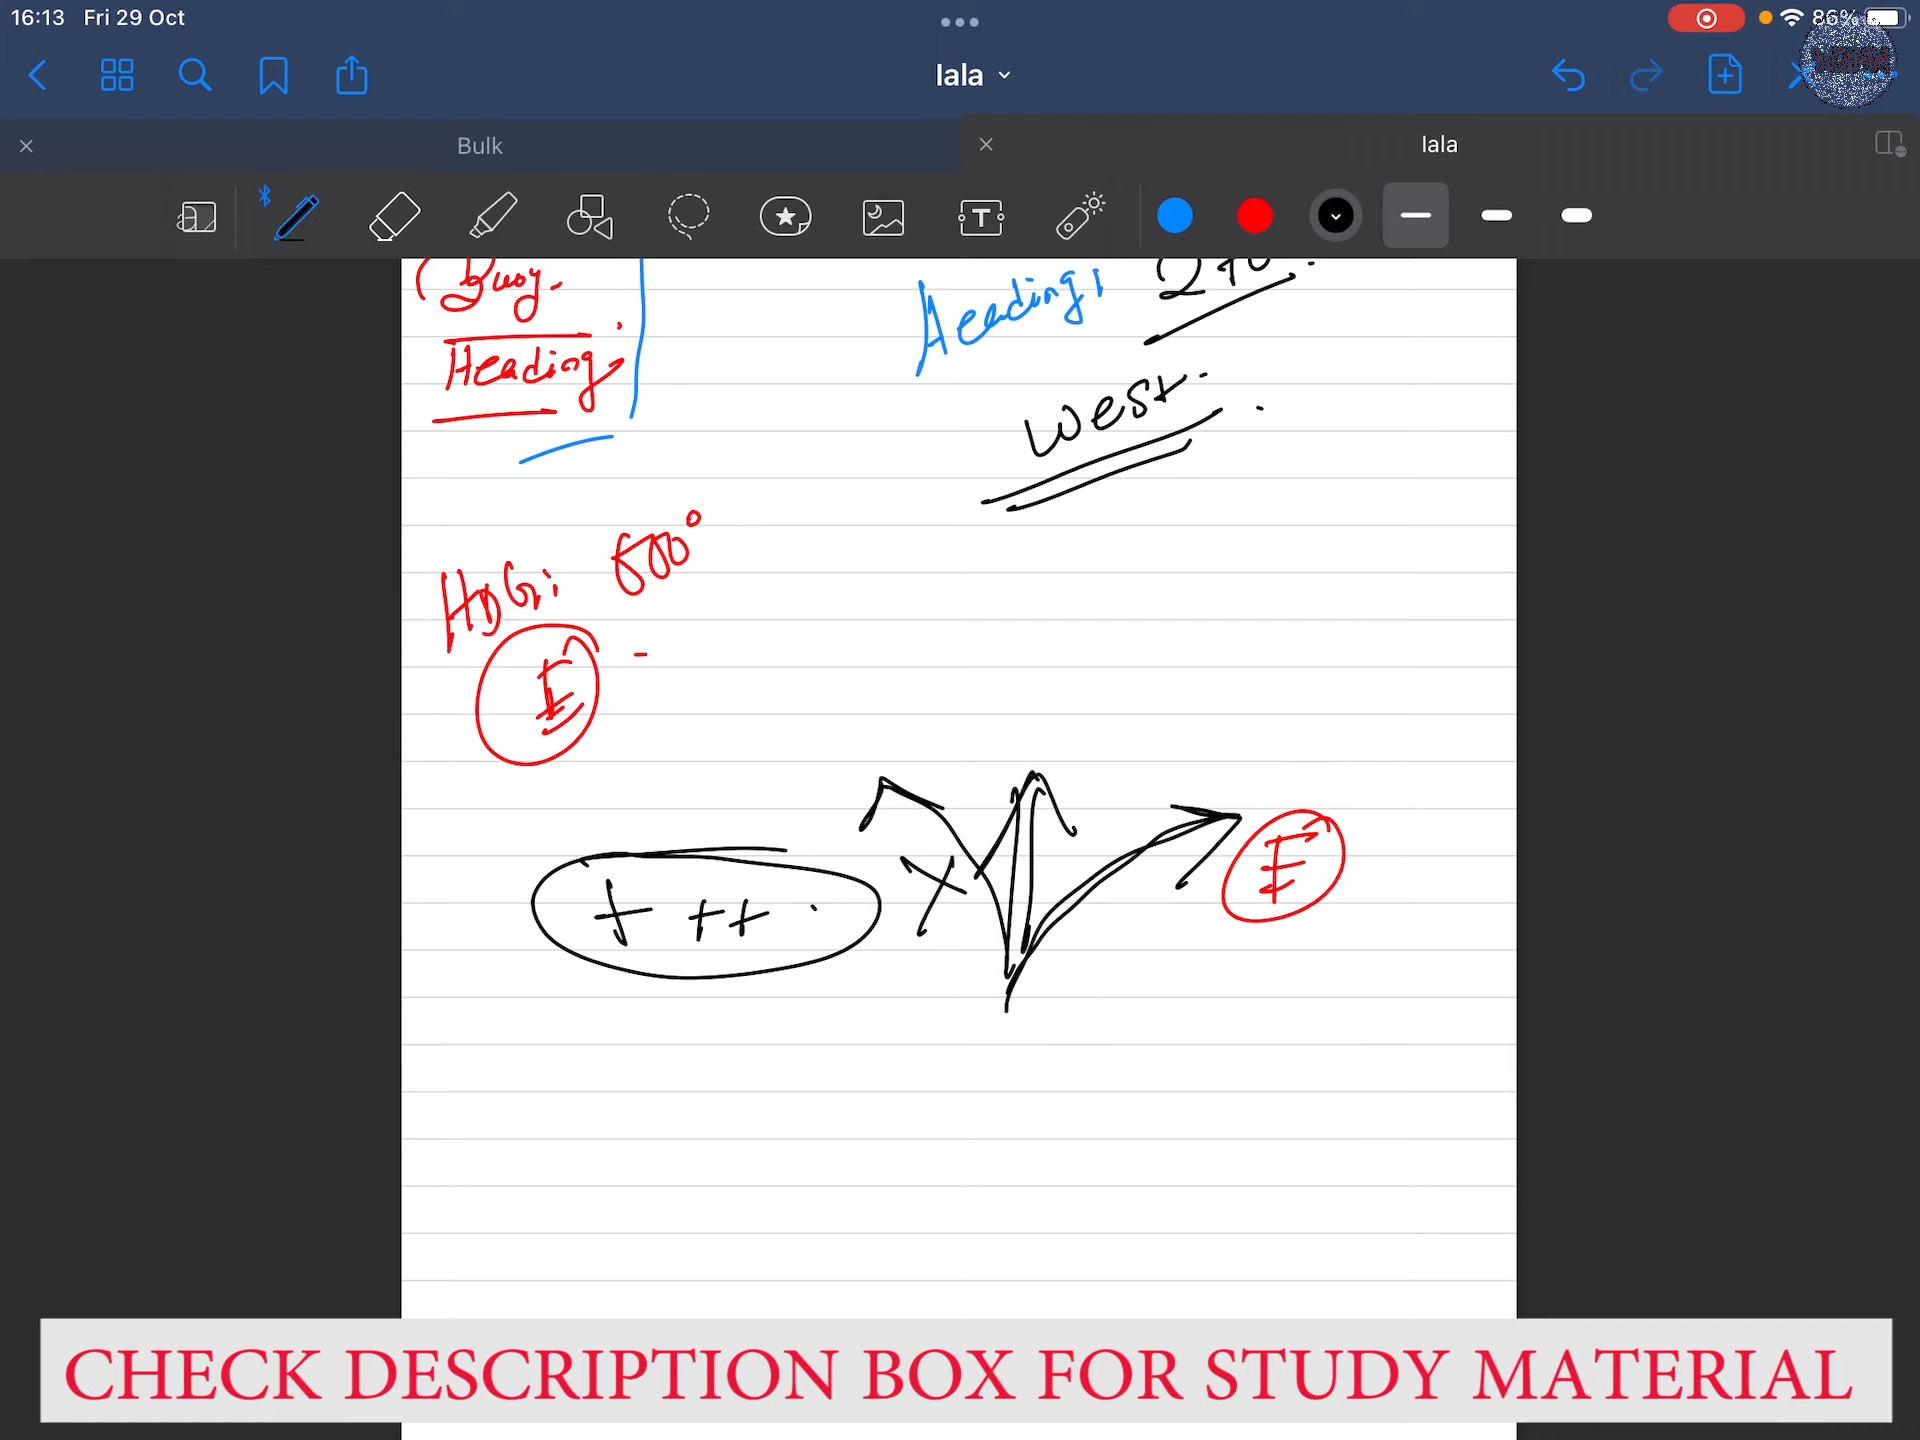 16:13 Fri 29 Oct
86%
lala
Bulk
lala
T
Buoy.
Heading.
Heading:
West.
HDG:
E
+ ++ .
X
E
CHECK DESCRIPTION BOX FOR STUDY MATERIAL